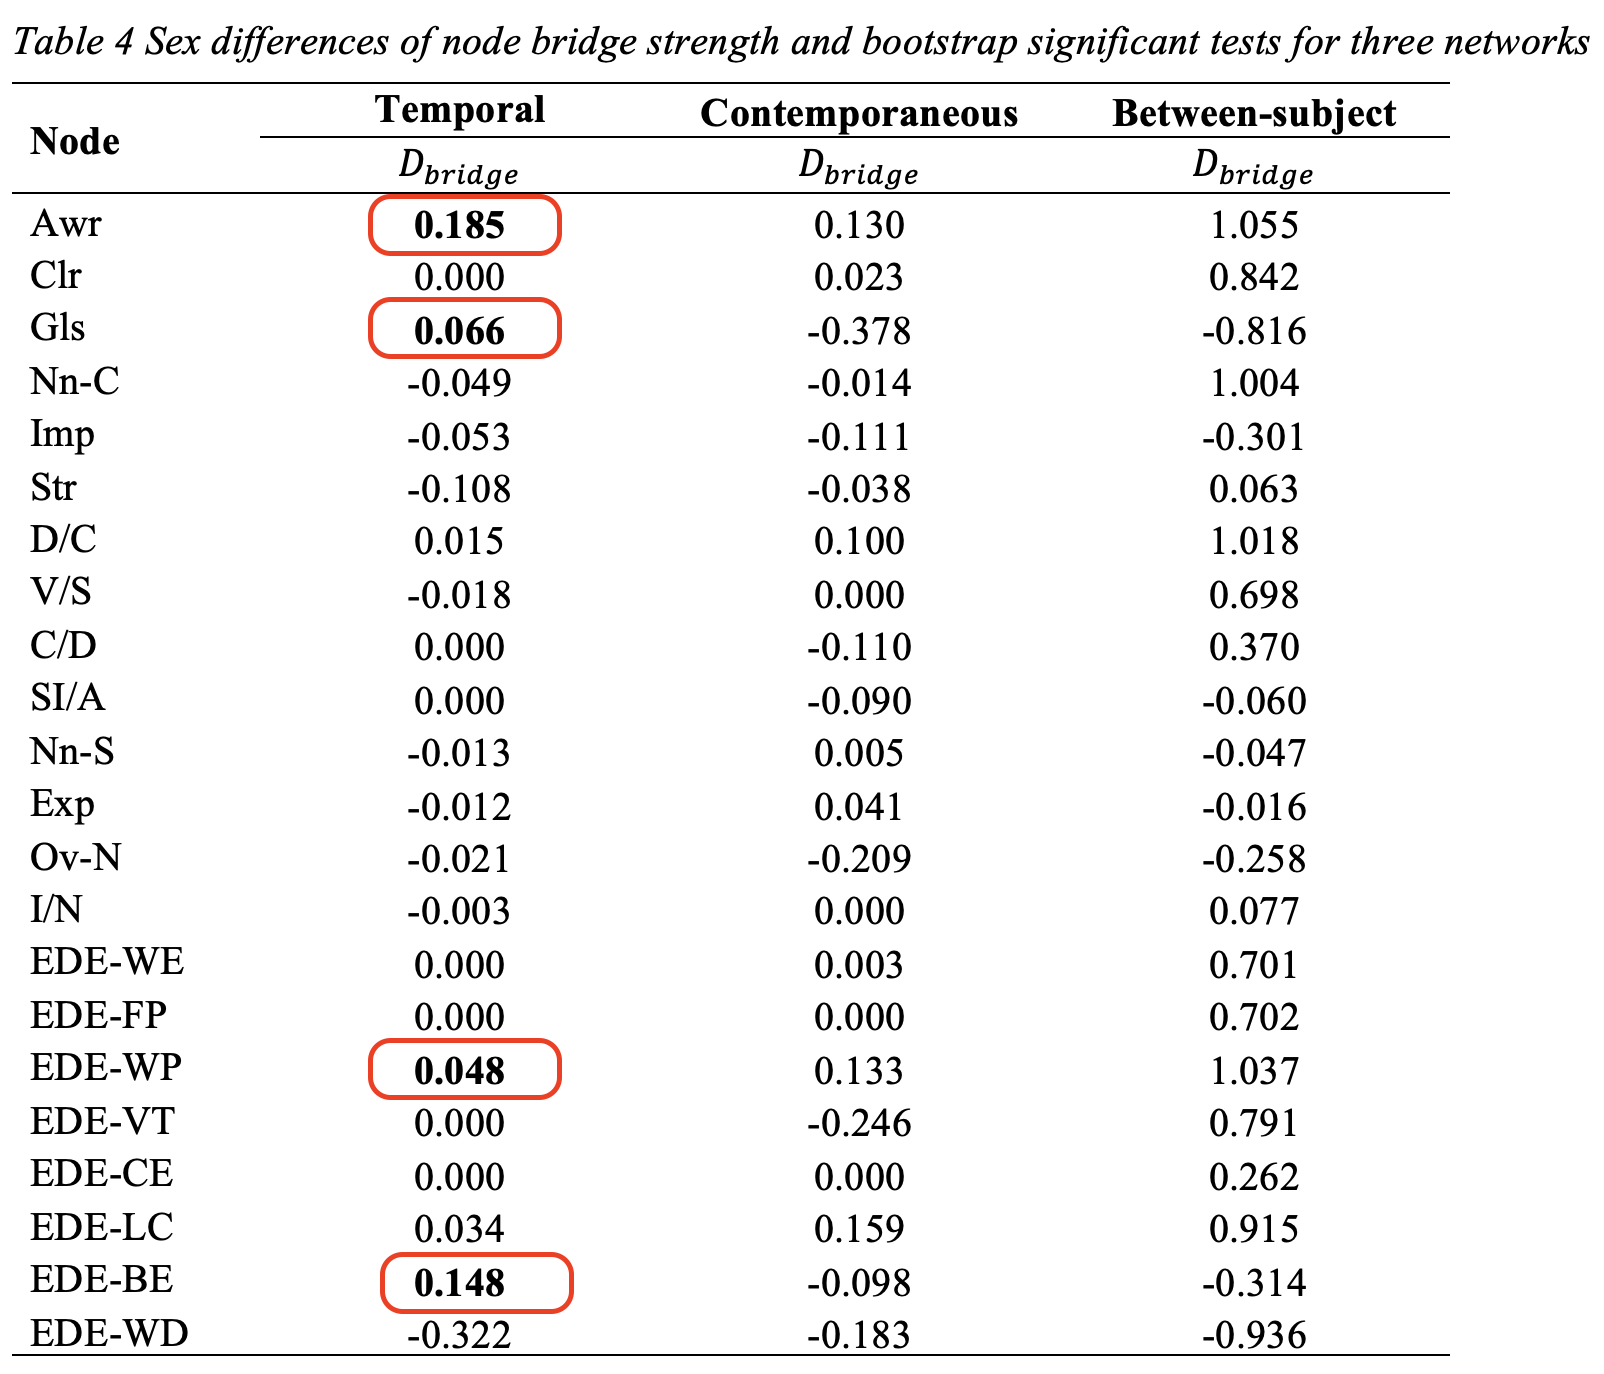 Table 4 Sex differences of node bridge strength and bootstrap significant tests for three networks
Node Temporal Contemporaneous Between-subject
D_bridge D_bridge D_bridge
Awr 0.185 0.130 1.055
Clr 0.000 0.023 0.842
Gls 0.066 -0.378 -0.816
Nn-C -0.049 -0.014 1.004
Imp -0.053 -0.111 -0.301
Str -0.108 -0.038 0.063
D/C 0.015 0.100 1.018
V/S -0.018 0.000 0.698
C/D 0.000 -0.110 0.370
SI/A 0.000 -0.090 -0.060
Nn-S -0.013 0.005 -0.047
Exp -0.012 0.041 -0.016
Ov-N -0.021 -0.209 -0.258
I/N -0.003 0.000 0.077
EDE-WE 0.000 0.003 0.701
EDE-FP 0.000 0.000 0.702
EDE-WP 0.048 0.133 1.037
EDE-VT 0.000 -0.246 0.791
EDE-CE 0.000 0.000 0.262
EDE-LC 0.034 0.159 0.915
EDE-BE 0.148 -0.098 -0.314
EDE-WD -0.322 -0.183 -0.936